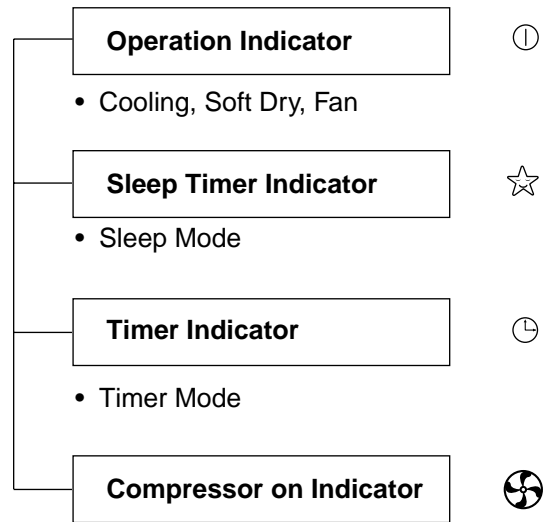 Operation Indicator
• Cooling, Soft Dry, Fan
Sleep Timer Indicator
• Sleep Mode
Timer Indicator
• Timer Mode
Compressor on Indicator